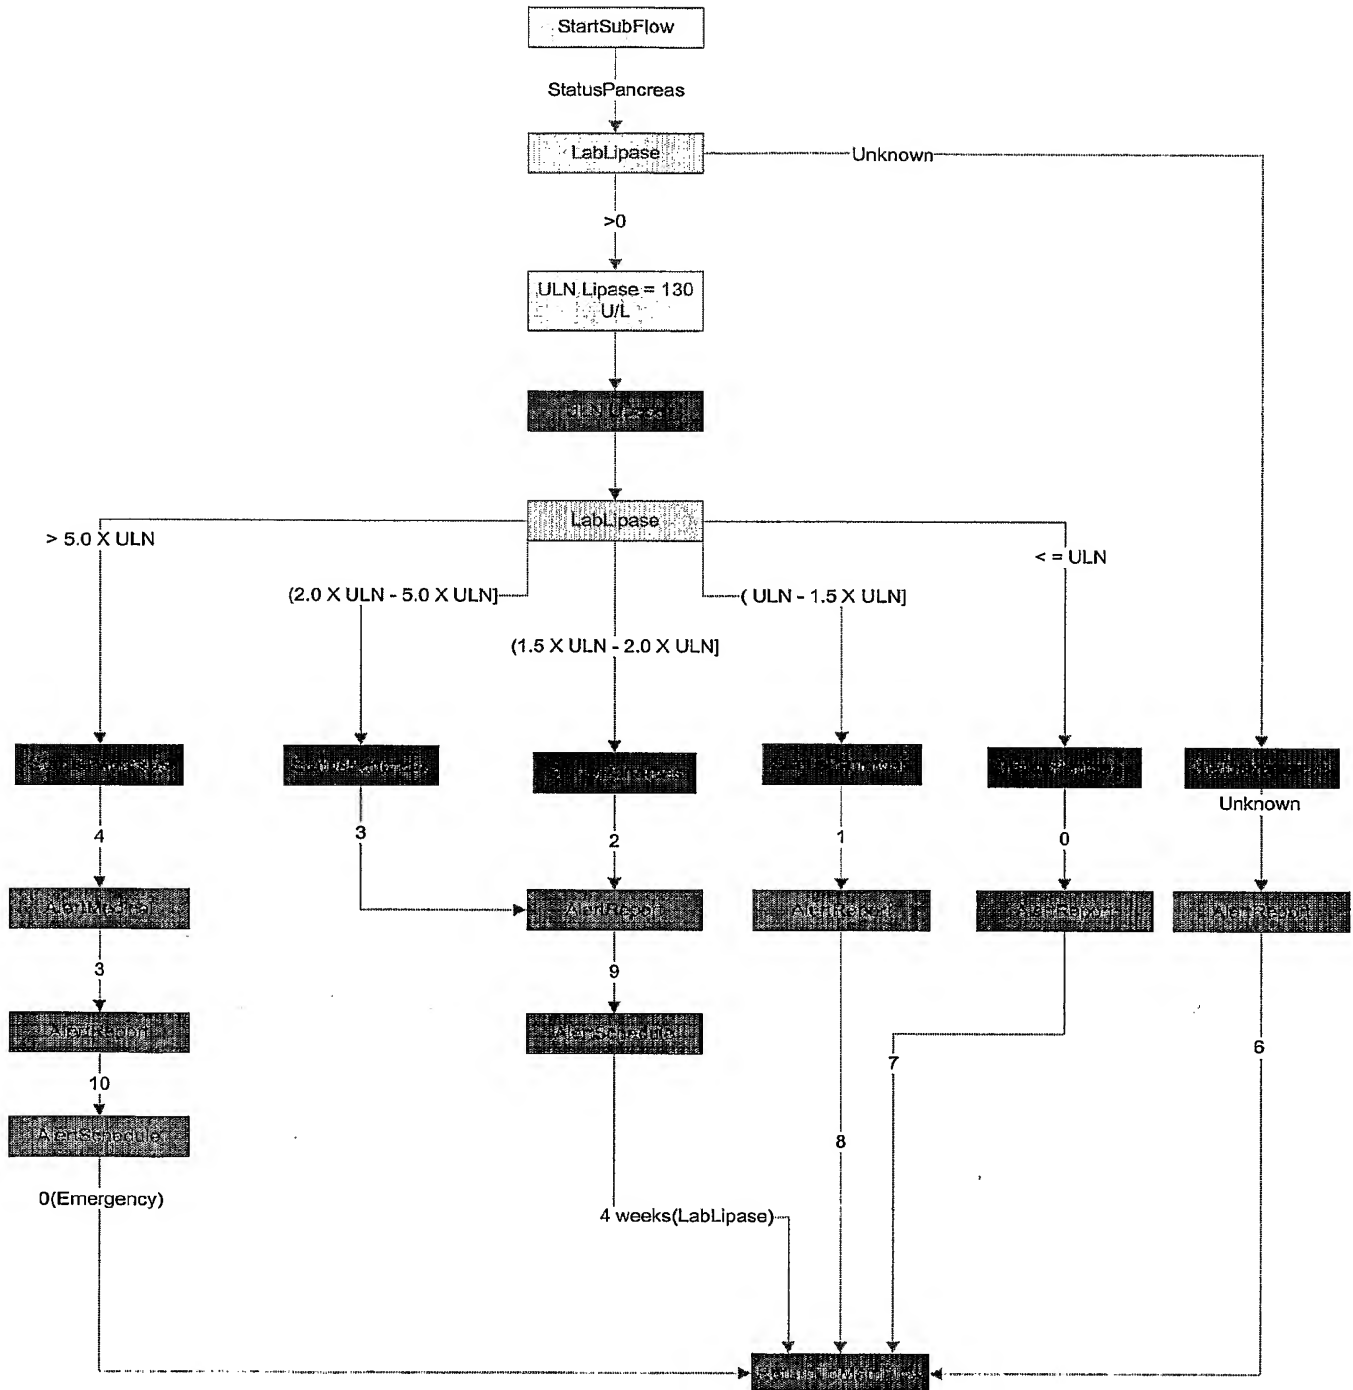 StartSubFlow
StatusPancreas
LabLipase
Unknown
>0
ULN Lipase = 130
U/L
LabLipase
> 5.0 X ULN
< = ULN
(2.0 X ULN - 5.0 X ULN]
( ULN - 1.5 X ULN]
(1.5 X ULN - 2.0 X ULN]
Unknown
4
3
2
1
0
AlertMedical
AlertReport
AlertReport
AlertReport
AlertReport
3
9
AlertReport
AlertScheduler
7
6
10
AlertScheduler
8
0(Emergency)
4 weeks(LabLipase)